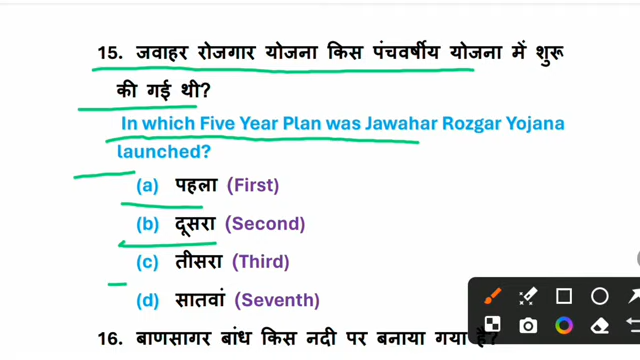 15. जवाहर रोजगार योजना किस पंचवर्षीय योजना में शुरू
की गई थी?
In which Five Year Plan was Jawahar Rozgar Yojana
launched?
(a) पहला (First)
(b) दूसरा (Second)
(c) तीसरा (Third)
(d) सातवां (Seventh)
16. बाणसागर बांध किस नदी पर बनाया गया है?